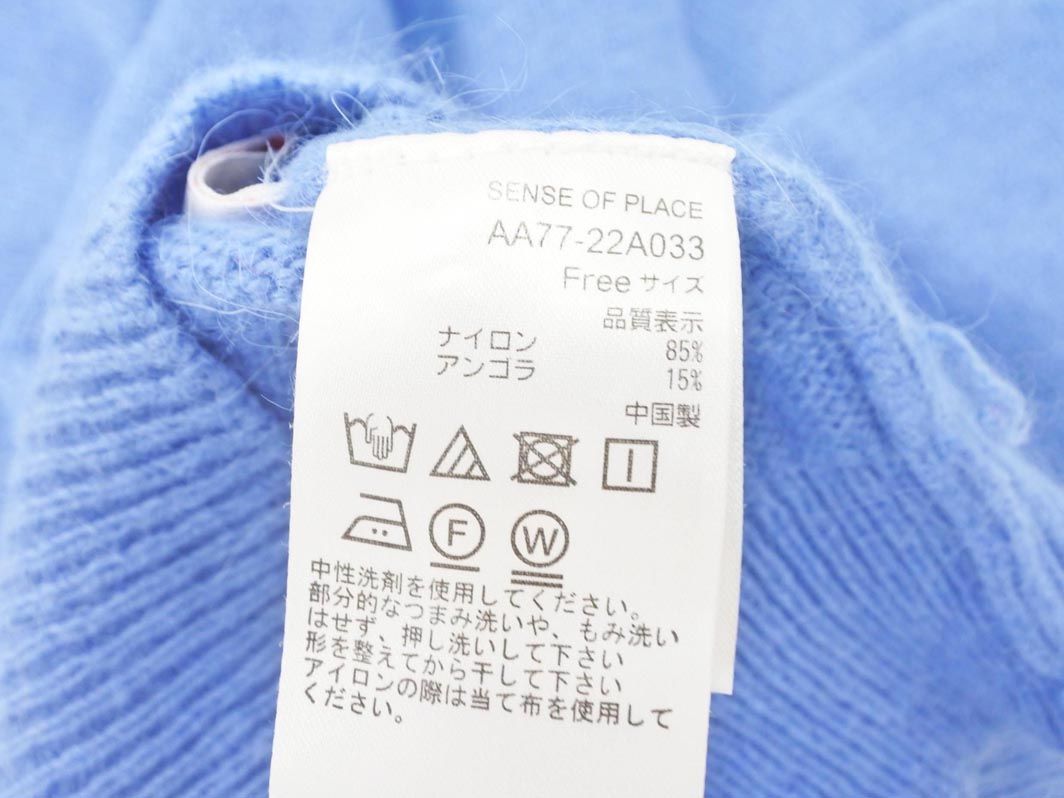 SENSE OF PLACE
AA77-22A033
Free サイズ
品質表示
ナイロン 85%
アンゴラ 15%
中国製
F W
中性洗剤を使用してください。
部分的なつまみ洗いや、もみ洗い
はせず、押し洗いして下さい
形を整えてから干して下さい
アイロンの際は当て布を使用して
ください。